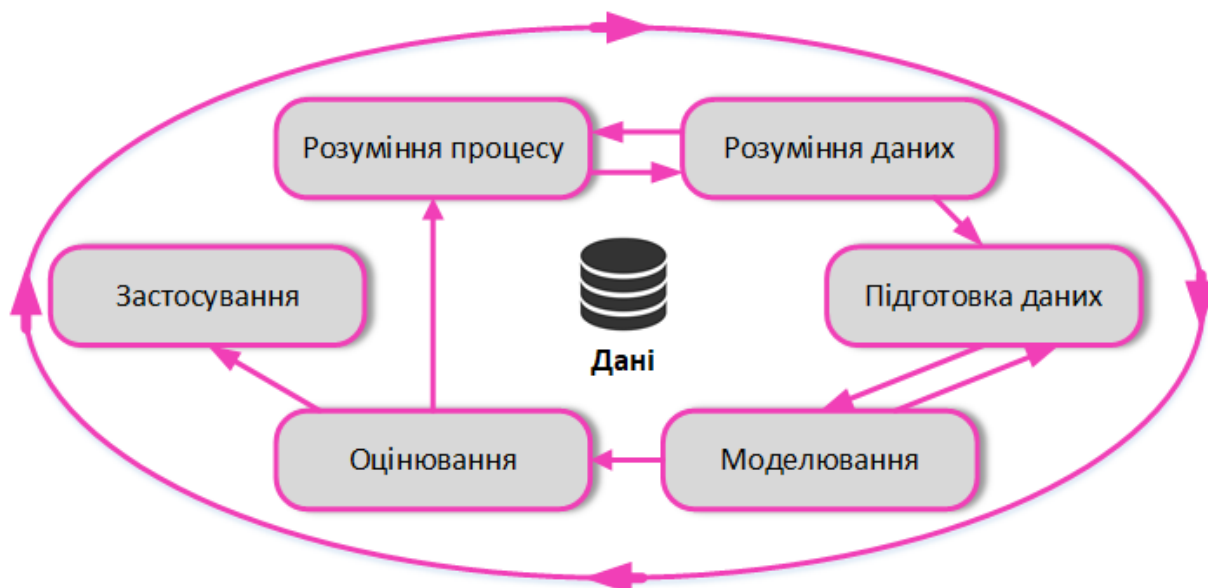 Розуміння процесу
Розуміння даних
Застосування
Підготовка даних
Дані
Оцінювання
Моделювання